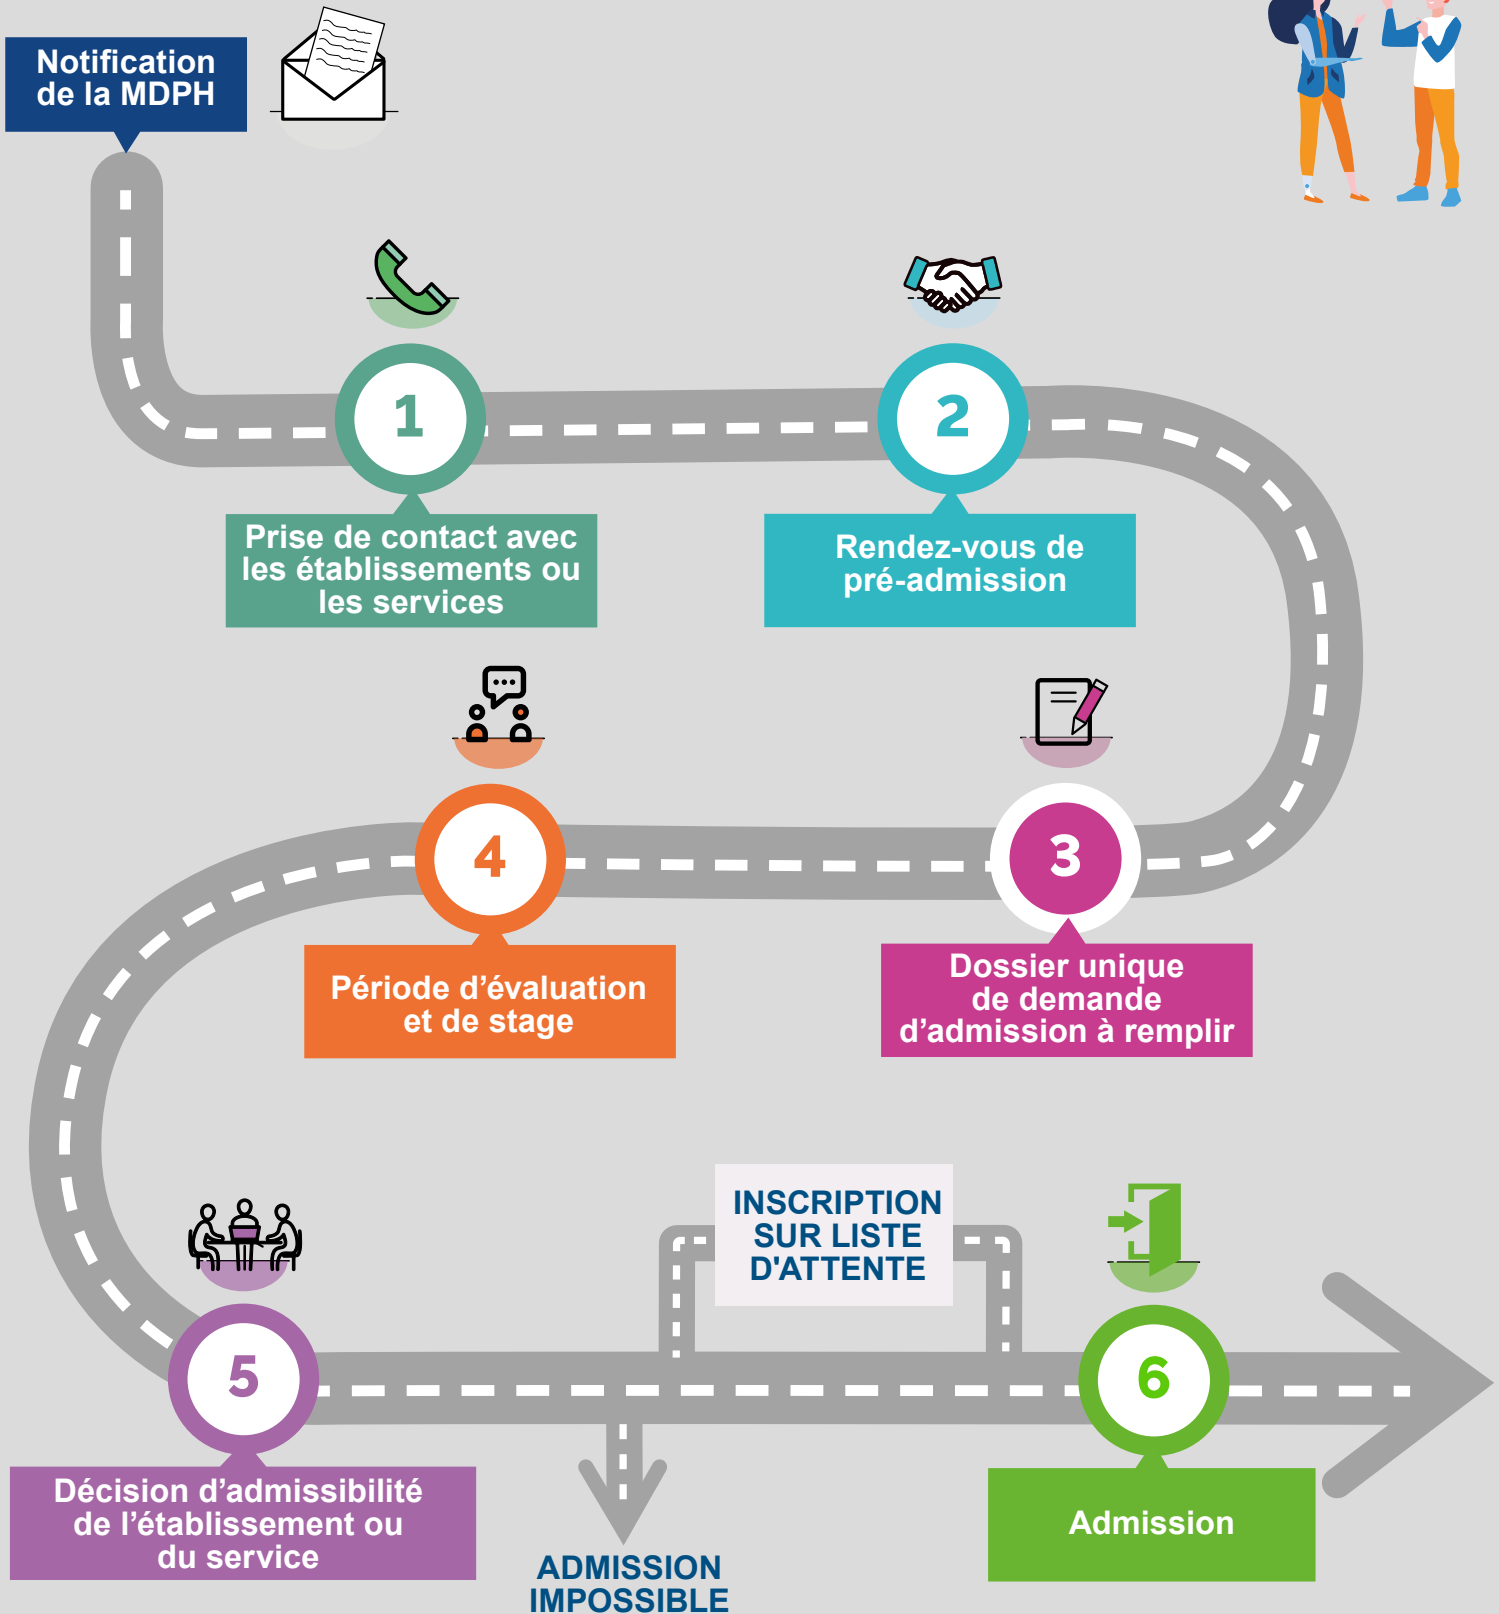 Notification
de la MDPH
1
2
Prise de contact avec
les établissements ou
les services
Rendez-vous de
pré-admission
4
3
Période d’évaluation
et de stage
Dossier unique
de demande
d’admission à remplir
INSCRIPTION
SUR LISTE
D'ATTENTE
5
6
Décision d’admissibilité
de l’établissement ou
du service
Admission
ADMISSION
IMPOSSIBLE